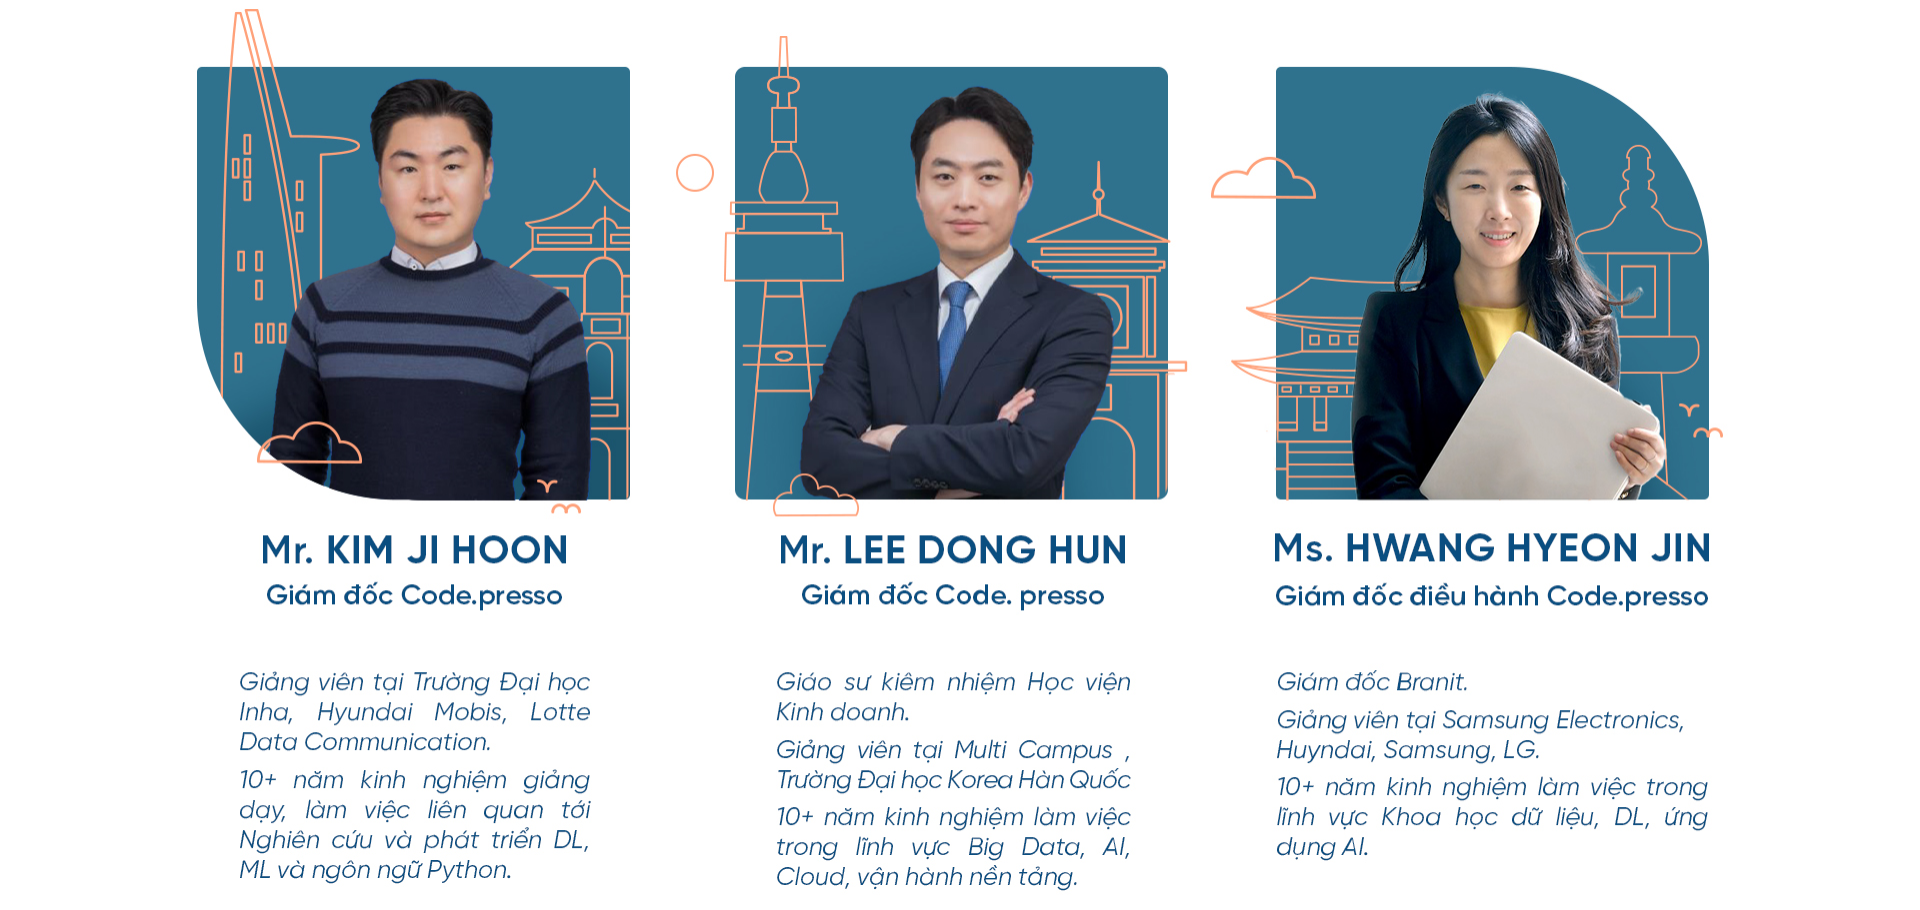 Mr. KIM JI HOON
Giám đốc Code.presso
Giảng viên tại Trường Đại học
Inha, Hyundai Mobis, Lotte
Data Communication.
10+ năm kinh nghiệm giảng
dạy, làm việc liên quan tới
Nghiên cứu và phát triển DL,
ML và ngôn ngữ Python.
Mr. LEE DONG HUN
Giám đốc Code. presso
Giáo sư kiêm nhiệm Học viện
Kinh doanh.
Giảng viên tại Multi Campus ,
Trường Đại học Korea Hàn Quốc
10+ năm kinh nghiệm làm việc
trong lĩnh vực Big Data, AI,
Cloud, vận hành nền tảng.
Ms. HWANG HYEON JIN
Giám đốc điều hành Code.presso
Giám đốc Branit.
Giảng viên tại Samsung Electronics,
Huyndai, Samsung, LG.
10+ năm kinh nghiệm làm việc trong
lĩnh vực Khoa học dữ liệu, DL, ứng
dụng AI.